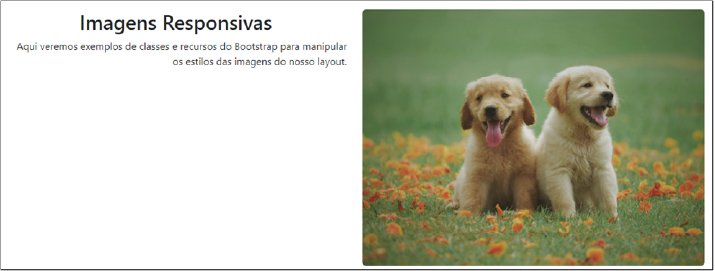 Imagens Responsivas
Aqui veremos exemplos de classes e recursos do Bootstrap para manipular
os estilos das imagens do nosso layout.